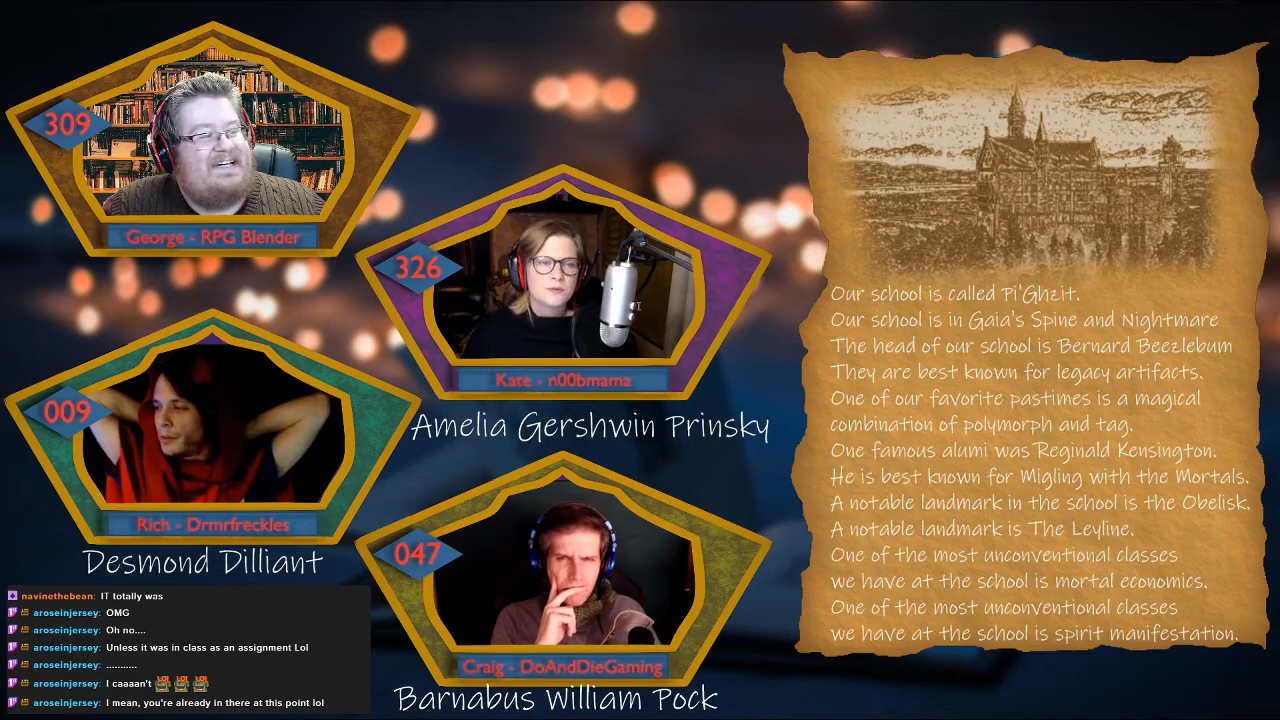 309
George - RPG Blender
326
Kate - n00bmama
Amelia Gershwin Prinsky
009
Rich - Drmrfreckles
Desmond Dilliant
047
Craig - DoAndDieGaming
Barnabus William Pock
navinethebean: IT totally was
aroseinjersey: OMG
aroseinjersey: Oh no....
aroseinjersey: Unless it was in class as an assignment Lol
aroseinjersey: ...........
aroseinjersey: I caaaan't
aroseinjersey: I mean, you're already in there at this point lol
Our school is called Pi'Ghzit.
Our school is in Gaia's Spine and Nightmare
The head of our school is Bernard Beezlebum
They are best known for legacy artifacts.
One of our favorite pastimes is a magical
combination of polymorph and tag.
One famous alumi was Reginald Kensington.
He is best known for Migling with the Mortals.
A notable landmark in the school is the Obelisk.
A notable landmark is The Leyline.
One of the most unconventional classes
we have at the school is mortal economics.
One of the most unconventional classes
we have at the school is spirit manifestation.